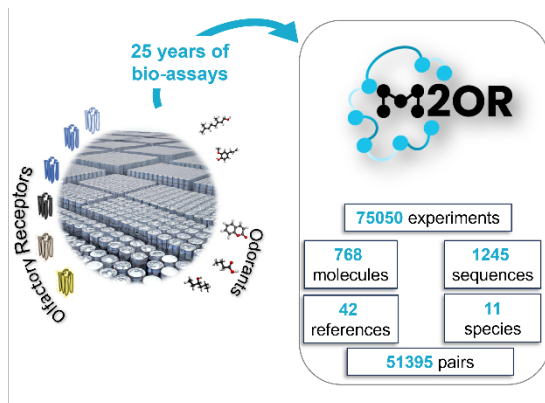 25 years of
bio-assays
Olfactory Receptors
Odorants
M2OR
75050 experiments
768
molecules
1245
sequences
42
references
11
species
51395 pairs